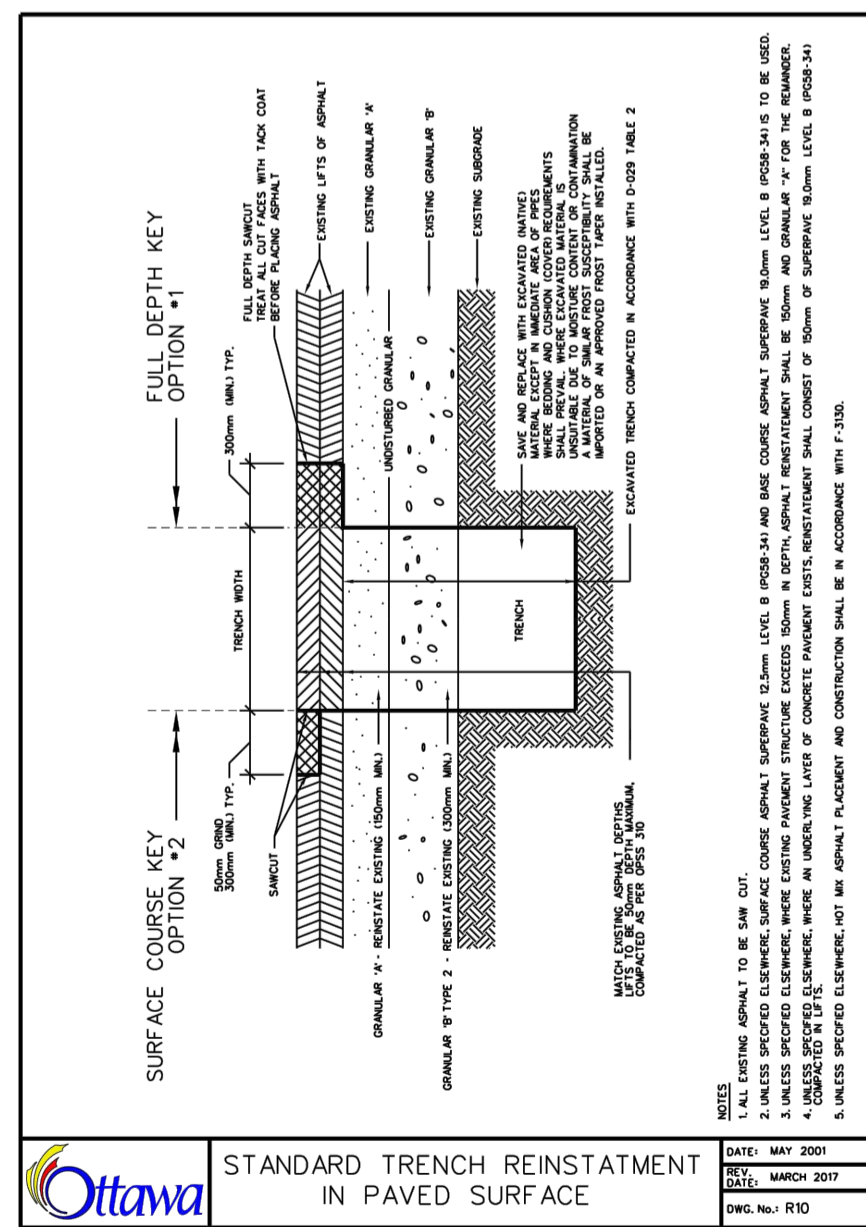 SURFACE COURSE KEY
OPTION #2
FULL DEPTH KEY
OPTION #1
50mm GRIND
300mm (MIN.) TYP.
SAWCUT
TRENCH WIDTH
300mm (MIN.) TYP.
FULL DEPTH SAWCUT
TREAT ALL CUT FACES WITH TACK COAT
BEFORE PLACING ASPHALT
EXISTING LIFTS OF ASPHALT
EXISTING GRANULAR 'A'
UNDISTURBED GRANULAR
EXISTING GRANULAR 'B'
EXISTING SUBGRADE
GRANULAR 'A' - REINSTATE EXISTING (150mm MIN.)
GRANULAR 'B' TYPE 2 - REINSTATE EXISTING (300mm MIN.)
TRENCH
SAVE AND REPLACE WITH EXCAVATED (NATIVE)
MATERIAL EXCEPT IN IMMEDIATE AREA OF PIPES
WHERE BEDDING AND CUSHION (COVER) REQUIREMENTS
SHALL PREVAIL. WHERE EXCAVATED MATERIAL IS
UNSUITABLE DUE TO MOISTURE CONTENT OR CONTAMINATION
A MATERIAL OF SIMILAR FROST SUSCEPTIBILITY SHALL BE
IMPORTED OR AN APPROVED FROST TAPER INSTALLED.
EXCAVATED TRENCH COMPACTED IN ACCORDANCE WITH D-029 TABLE 2
MATCH EXISTING ASPHALT DEPTHS
LIFTS TO BE 50mm DEPTH MAXIMUM,
COMPACTED AS PER OPSS 310
NOTES
1. ALL EXISTING ASPHALT TO BE SAW CUT.
2. UNLESS SPECIFIED ELSEWHERE, SURFACE COURSE ASPHALT SUPERPAVE 12.5mm LEVEL B (PG58-34) AND BASE COURSE ASPHALT SUPERPAVE 19.0mm LEVEL B (PG58-34) IS TO BE USED.
3. UNLESS SPECIFIED ELSEWHERE, WHERE EXISTING PAVEMENT STRUCTURE EXCEEDS 150mm IN DEPTH, ASPHALT REINSTATEMENT SHALL BE 150mm AND GRANULAR "A" FOR THE REMAINDER.
4. UNLESS SPECIFIED ELSEWHERE, WHERE AN UNDERLYING LAYER OF CONCRETE PAVEMENT EXISTS, REINSTATEMENT SHALL CONSIST OF 150mm OF SUPERPAVE 19.0mm LEVEL B (PG58-34)
COMPACTED IN LIFTS.
5. UNLESS SPECIFIED ELSEWHERE, HOT MIX ASPHALT PLACEMENT AND CONSTRUCTION SHALL BE IN ACCORDANCE WITH F-3130.
Ottawa
STANDARD TRENCH REINSTATMENT
IN PAVED SURFACE
DATE: MAY 2001
REV.
DATE: MARCH 2017
DWG. No.: R10